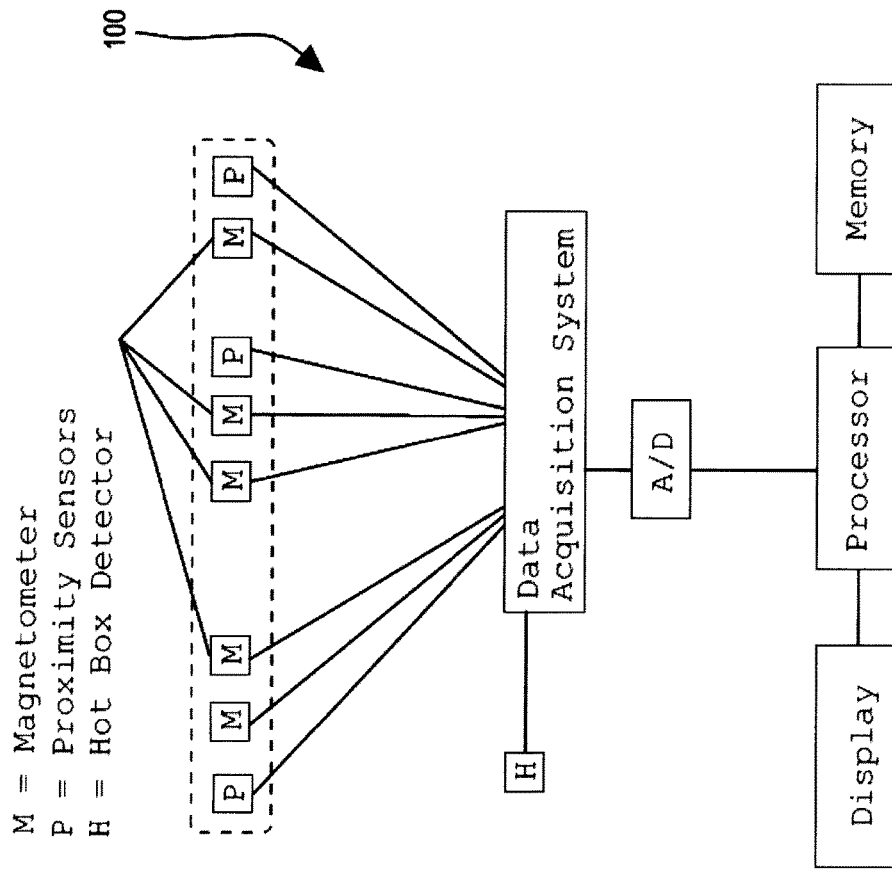 M = Magnetometer
P = Proximity Sensors
H = Hot Box Detector
100
P
M
M
M
M
P
M
P
H
Data
Acquisition System
A/D
Display
Processor
Memory